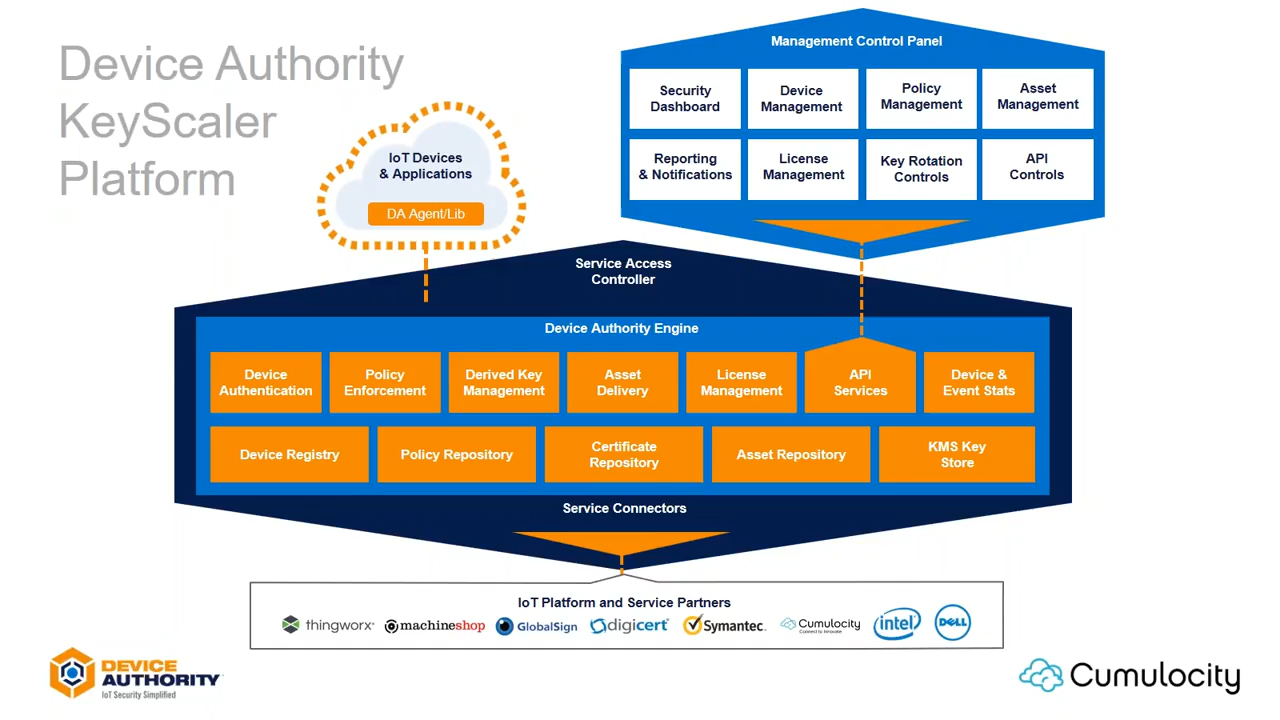 Device Authority
KeyScaler
Platform
IoT Devices
& Applications
DA Agent/Lib
Management Control Panel
Security
Dashboard
Device
Management
Policy
Management
Asset
Management
Reporting
& Notifications
License
Management
Key Rotation
Controls
API
Controls
Service Access
Controller
Device Authority Engine
Device
Authentication
Policy
Enforcement
Derived Key
Management
Asset
Delivery
License
Management
API
Services
Device &
Event Stats
Device Registry
Policy Repository
Certificate
Repository
Asset Repository
KMS Key
Store
Service Connectors
IoT Platform and Service Partners
thingworx
machineshop
GlobalSign
digicert
Symantec.
Cumulocity
Connect to Innovate
intel
DELL
DEVICE
AUTHORITY
IoT Security Simplified
Cumulocity